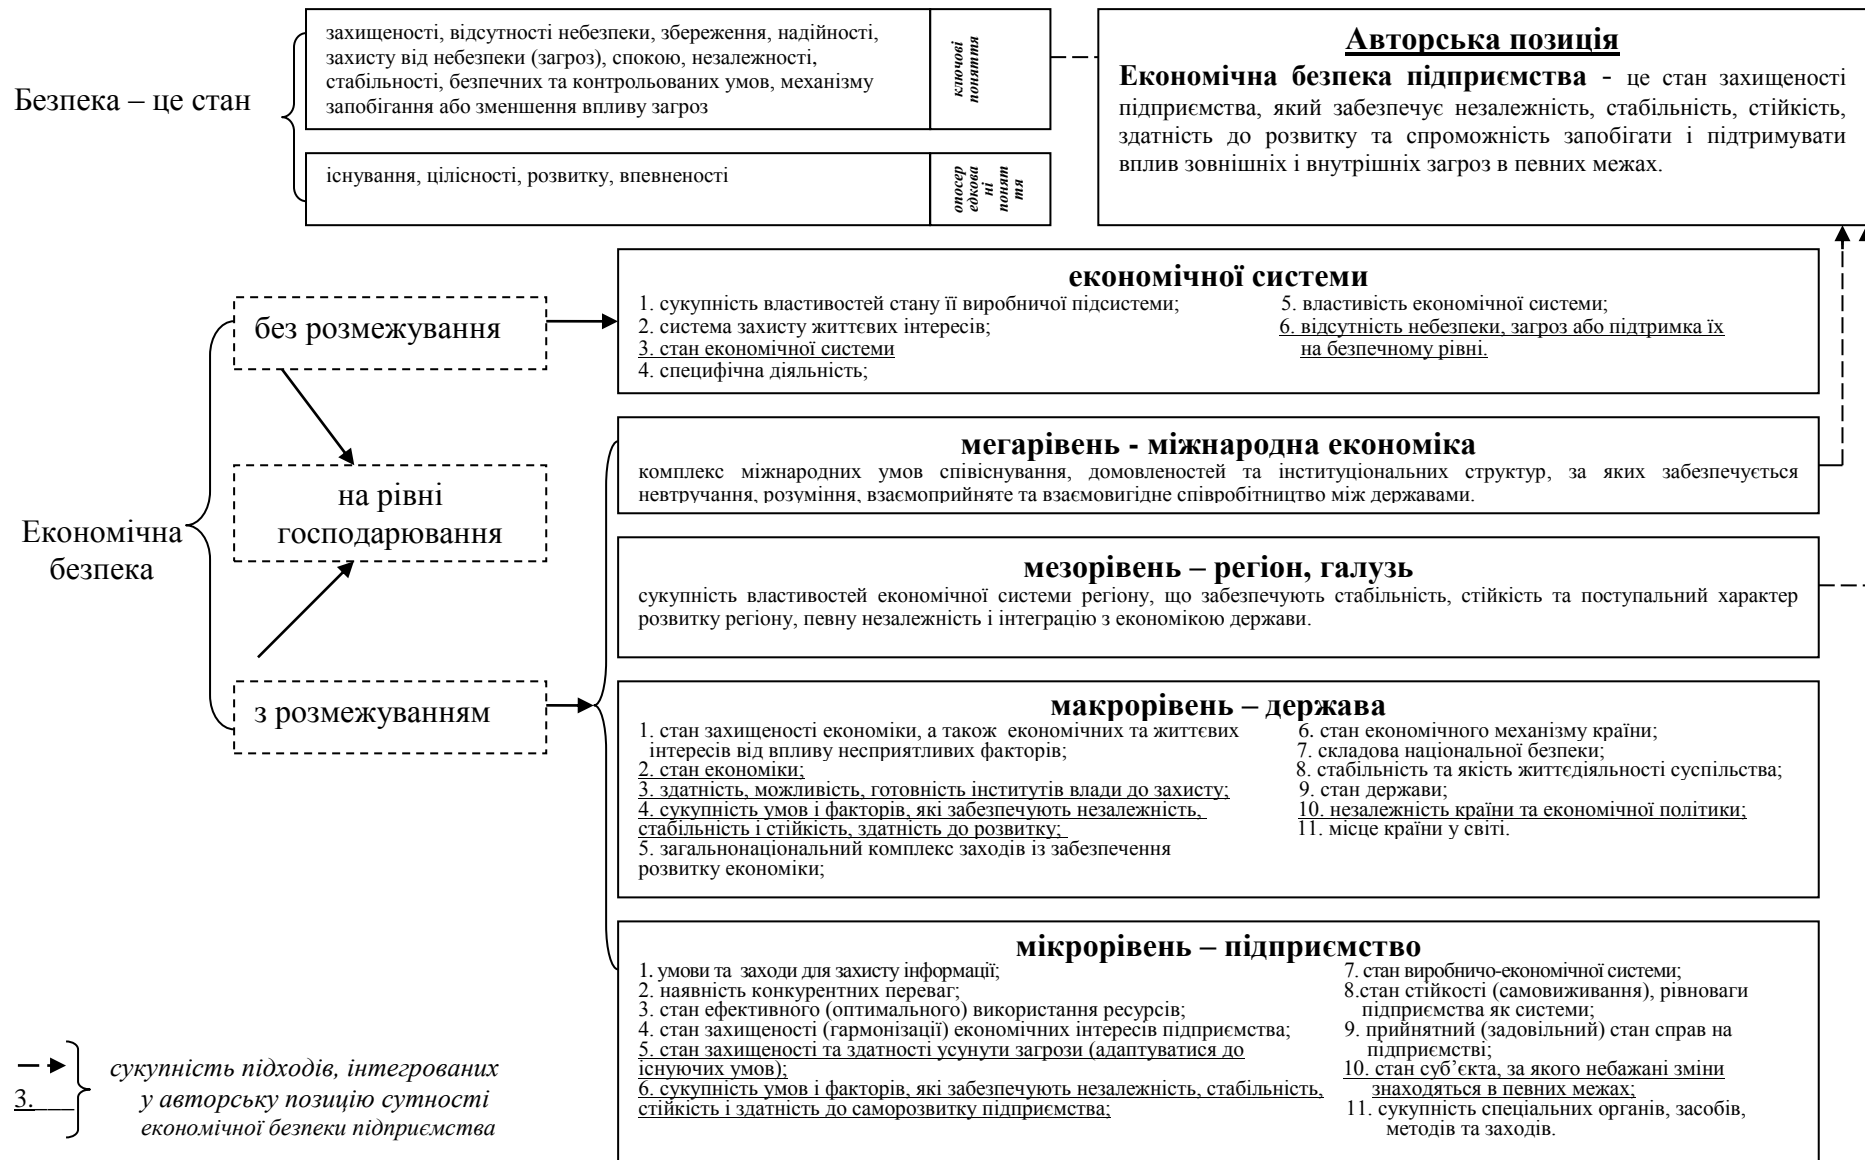 Безпека – це стан
захищеності, відсутності небезпеки, збереження, надійності,
захисту від небезпеки (загроз), спокою, незалежності,
стабільності, безпечних та контрольованих умов, механізму
запобігання або зменшення впливу загроз
ключові
поняття
існування, цілісності, розвитку, впевненості
опосер
едкова
ні
понят
тя
Авторська позиція
Економічна безпека підприємства - це стан захищеності
підприємства, який забезпечує незалежність, стабільність, стійкість,
здатність до розвитку та спроможність запобігати і підтримувати
вплив зовнішніх і внутрішніх загроз в певних межах.
Економічна
безпека
без розмежування
на рівні
господарювання
з розмежуванням
економічної системи
1. сукупність властивостей стану її виробничої підсистеми;
2. система захисту життєвих інтересів;
3. стан економічної системи
4. специфічна діяльність;
5. властивість економічної системи;
6. відсутність небезпеки, загроз або підтримка їх
на безпечному рівні.
мегарівень - міжнародна економіка
комплекс міжнародних умов співіснування, домовленостей та інституціональних структур, за яких забезпечується
невтручання, розуміння, взаємоприйняте та взаємовигідне співробітництво між державами.
мезорівень – регіон, галузь
сукупність властивостей економічної системи регіону, що забезпечують стабільність, стійкість та поступальний характер
розвитку регіону, певну незалежність і інтеграцію з економікою держави.
макрорівень – держава
1. стан захищеності економіки, а також економічних та життєвих
інтересів від впливу несприятливих факторів;
2. стан економіки;
3. здатність, можливість, готовність інститутів влади до захисту;
4. сукупність умов і факторів, які забезпечують незалежність,
стабільність і стійкість, здатність до розвитку;
5. загальнонаціональний комплекс заходів із забезпечення
розвитку економіки;
6. стан економічного механізму країни;
7. складова національної безпеки;
8. стабільність та якість життєдіяльності суспільства;
9. стан держави;
10. незалежність країни та економічної політики;
11. місце країни у світі.
мікрорівень – підприємство
1. умови та заходи для захисту інформації;
2. наявність конкурентних переваг;
3. стан ефективного (оптимального) використання ресурсів;
4. стан захищеності (гармонізації) економічних інтересів підприємства;
5. стан захищеності та здатності усунути загрози (адаптуватися до
існуючих умов);
6. сукупність умов і факторів, які забезпечують незалежність, стабільність,
стійкість і здатність до саморозвитку підприємства;
7. стан виробничо-економічної системи;
8.стан стійкості (самовиживання), рівноваги
підприємства як системи;
9. прийнятний (задовільний) стан справ на
підприємстві;
10. стан суб’єкта, за якого небажані зміни
знаходяться в певних межах;
11. сукупність спеціальних органів, засобів,
методів та заходів.
3.___
сукупність підходів, інтегрованих
у авторську позицію сутності
економічної безпеки підприємства